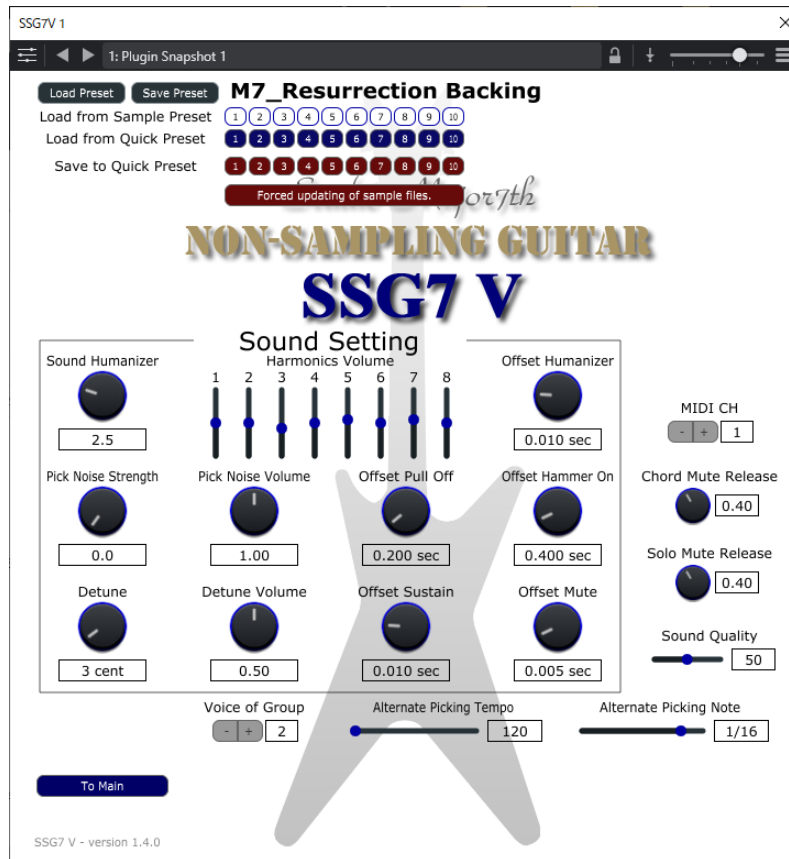 SSG7V 1
1: Plugin Snapshot 1
Load Preset Save Preset M7_Resurrection Backing
Load from Sample Preset 1 2 3 4 5 6 7 8 9 10
Load from Quick Preset 1 2 3 4 5 6 7 8 9 10
Save to Quick Preset 1 2 3 4 5 6 7 8 9 10
Forced updating of sample files.
NON-SAMPLING GUITAR
SSG7 V
Sound Setting
Sound Humanizer Harmonics Volume Offset Humanizer
1 2 3 4 5 6 7 8
2.5 0.010 sec
MIDI CH
- + 1
Pick Noise Strength Pick Noise Volume Offset Pull Off Offset Hammer On Chord Mute Release
0.40
0.0 1.00 0.200 sec 0.400 sec
Solo Mute Release
0.40
Detune Detune Volume Offset Sustain Offset Mute
Sound Quality
50
3 cent 0.50 0.010 sec 0.005 sec
Voice of Group Alternate Picking Tempo Alternate Picking Note
- + 2 120 1/16
To Main
SSG7 V - version 1.4.0